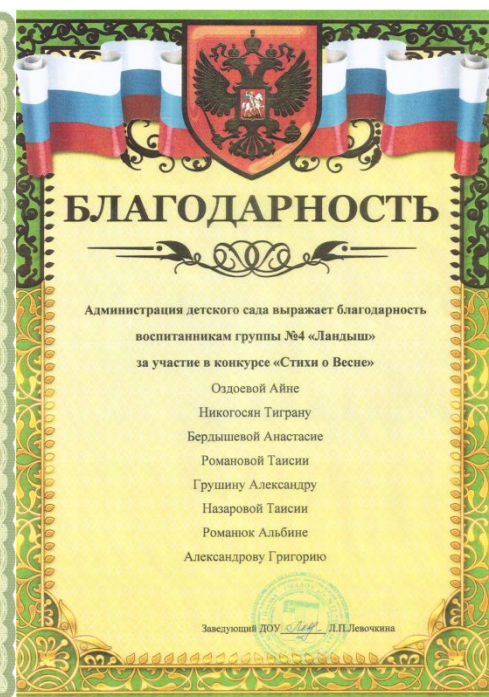 БЛАГОДАРНОСТЬ
Администрация детского сада выражает благодарность
воспитанникам группы №4 «Ландыш»
за участие в конкурсе «Стихи о Весне»
Оздоевой Айне
Никогосян Тиграну
Бердышевой Анастасие
Романовой Таисии
Грушину Александру
Назаровой Таисии
Романюк Альбине
Александрову Григорию
Заведующий ДОУ Л.П.Левочкина